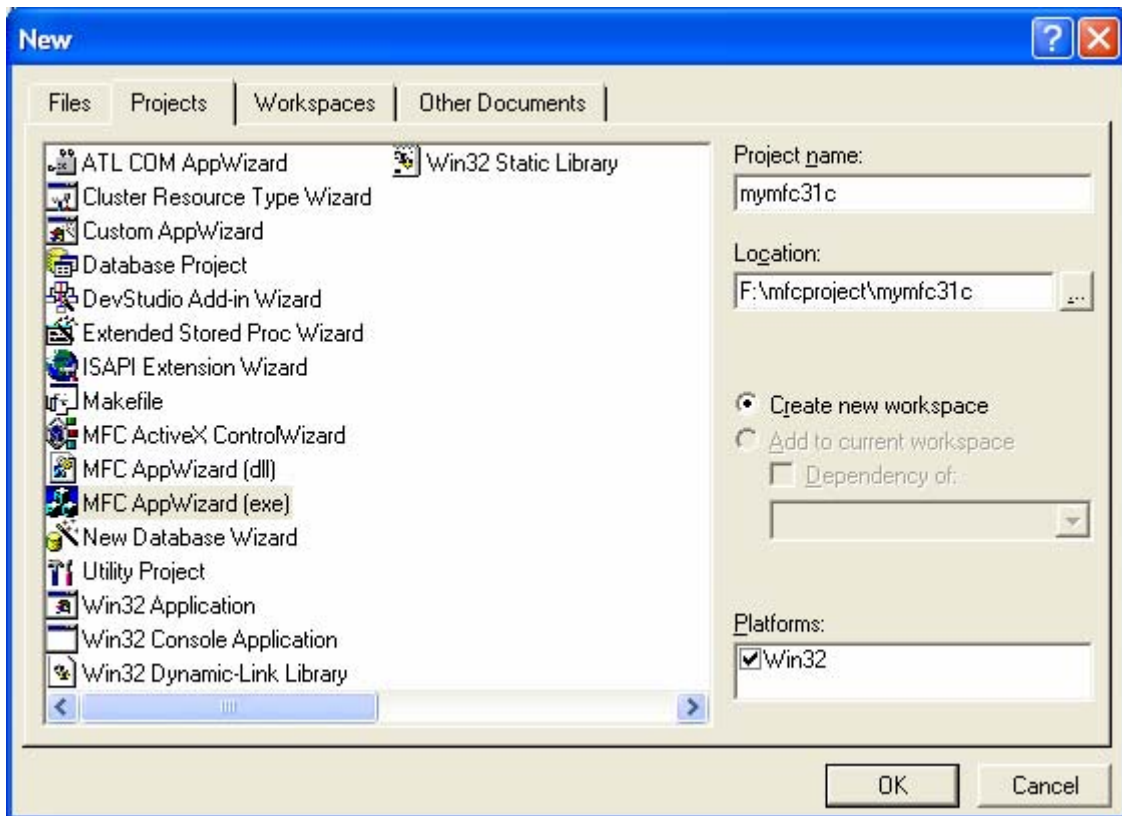 New
Files
Projects
Workspaces
Other Documents
ATL COM AppWizard
Cluster Resource Type Wizard
Custom AppWizard
Database Project
DevStudio Add-in Wizard
Extended Stored Proc Wizard
ISAPI Extension Wizard
Makefile
MFC ActiveX ControlWizard
MFC AppWizard (dll)
MFC AppWizard (exe)
New Database Wizard
Utility Project
Win32 Application
Win32 Console Application
Win32 Dynamic-Link Library
Win32 Static Library
Project name:
mymfc31c
Location:
F:\mfcproject\mymfc31c
...
Create new workspace
Add to current workspace
Dependency of:
Platforms:
Win32
OK
Cancel